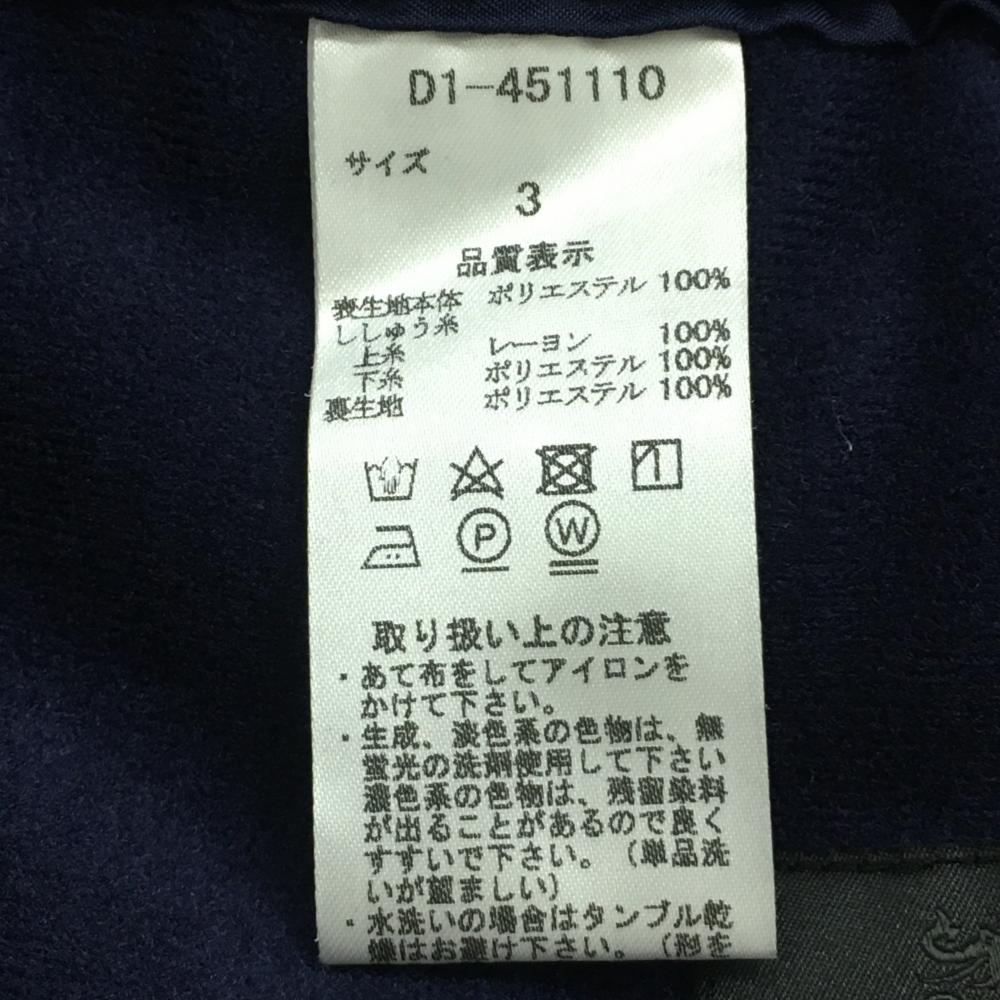 D1-451110
サイズ
3
品質表示
表生地本体 ポリエステル 100%
ししゅう糸
上糸 レーヨン 100%
下糸 ポリエステル 100%
裏生地 ポリエステル 100%
P W
取り扱い上の注意
・あて布をしてアイロンを
かけて下さい。
・生成、淡色系の色物は、無
蛍光の洗剤使用して下さい
濃色系の色物は、残留染料
が出ることがあるので良く
すすいで下さい。(単品洗
いが望ましい)
・水洗いの場合はタンブル乾
燥はお避け下さい。(形を